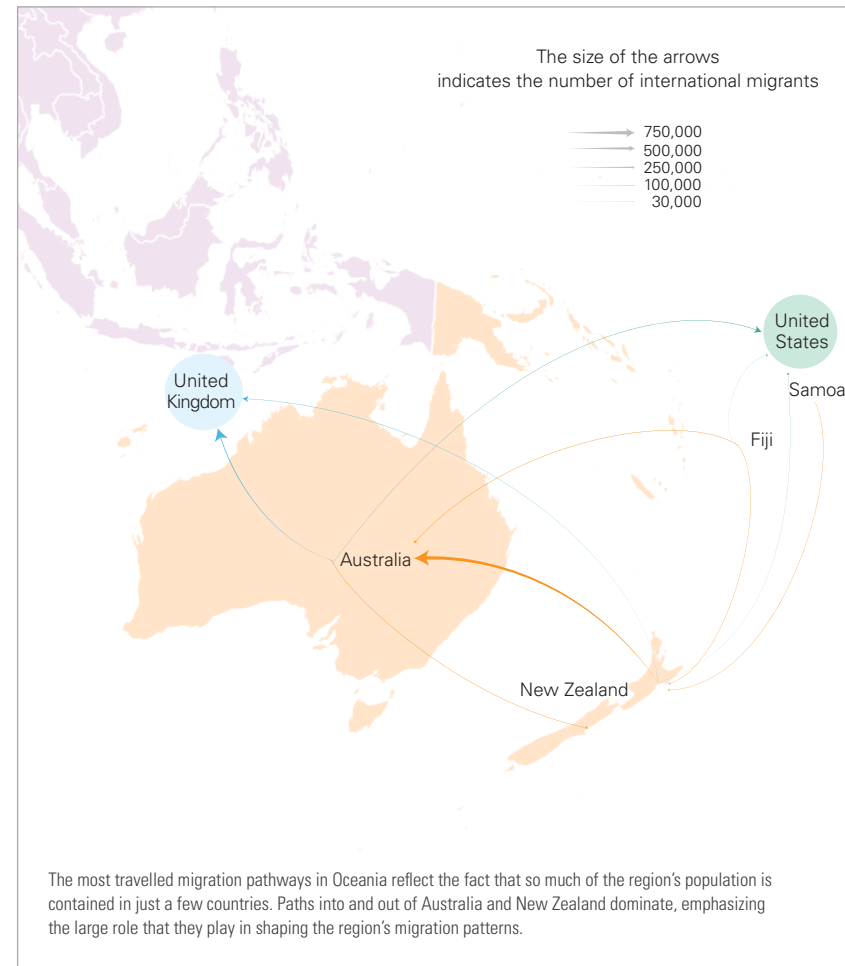 The size of the arrows
indicates the number of international migrants
750,000
500,000
250,000
100,000
30,000
United
States
United
Kingdom
Samoa
Fiji
Australia
New Zealand
The most travelled migration pathways in Oceania reflect the fact that so much of the region’s population is
contained in just a few countries. Paths into and out of Australia and New Zealand dominate, emphasizing
the large role that they play in shaping the region’s migration patterns.